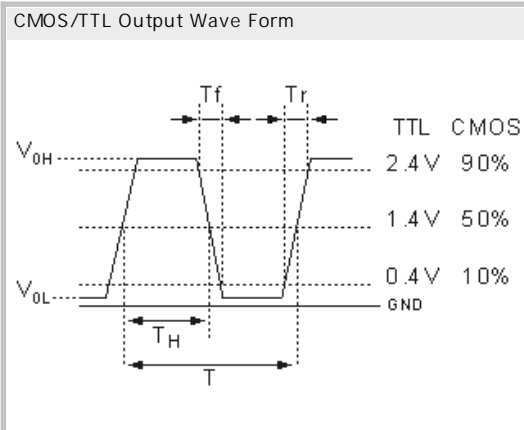 CMOS/TTL Output Wave Form
Tf Tr
TTL CMOS
V0H
2.4V 90%
1.4V 50%
0.4V 10%
V0L
GND
TH
T